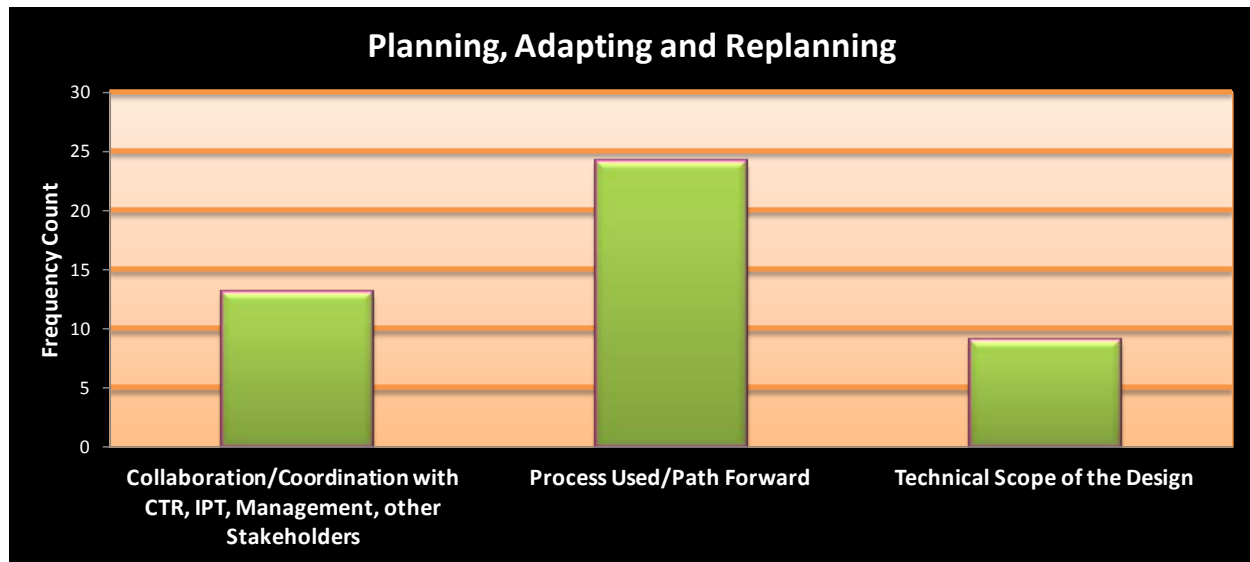 Planning, Adapting and Replanning
30
25
20
15
10
5
0
Frequency Count
Collaboration/Coordination with
CTR, IPT, Management, other
Stakeholders
Process Used/Path Forward
Technical Scope of the Design